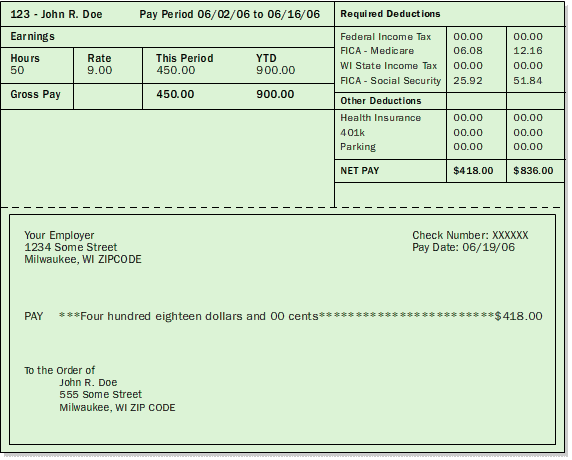 123 - John R. Doe Pay Period 06/02/06 to 06/16/06
Earnings
Hours Rate This Period YTD
50 9.00 450.00 900.00
Gross Pay 450.00 900.00
Required Deductions
Federal Income Tax 00.00 00.00
FICA - Medicare 06.08 12.16
WI State Income Tax 00.00 00.00
FICA - Social Security 25.92 51.84
Other Deductions
Health Insurance 00.00 00.00
401k 00.00 00.00
Parking 00.00 00.00
NET PAY $418.00 $836.00
Your Employer
1234 Some Street
Milwaukee, WI ZIPCODE
Check Number: XXXXXX
Pay Date: 06/19/06
PAY ***Four hundred eighteen dollars and 00 cents************************$418.00
To the Order of
John R. Doe
555 Some Street
Milwaukee, WI ZIP CODE